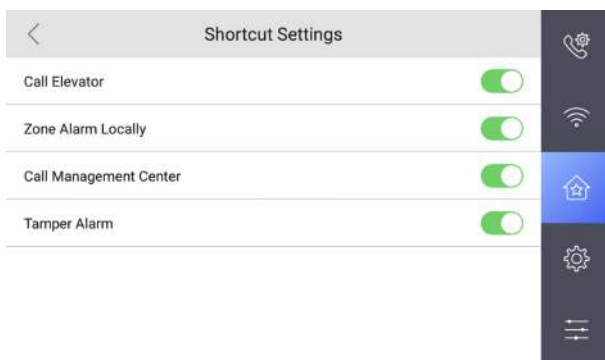 Shortcut Settings
Call Elevator
Zone Alarm Locally
Call Management Center
Tamper Alarm